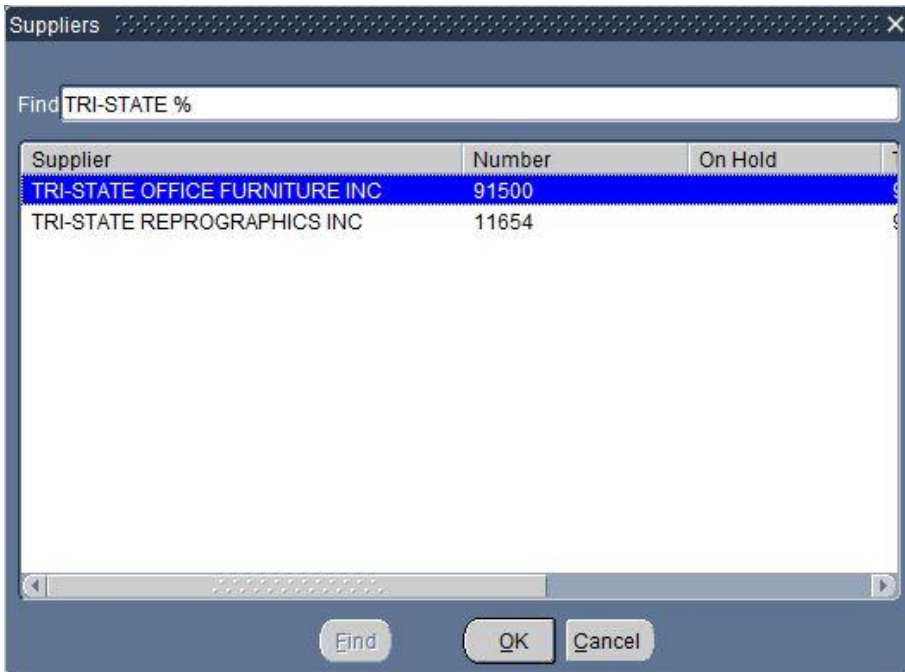 Suppliers
Find TRI-STATE %
Supplier Number On Hold
TRI-STATE OFFICE FURNITURE INC 91500
TRI-STATE REPROGRAPHICS INC 11654
Find OK Cancel